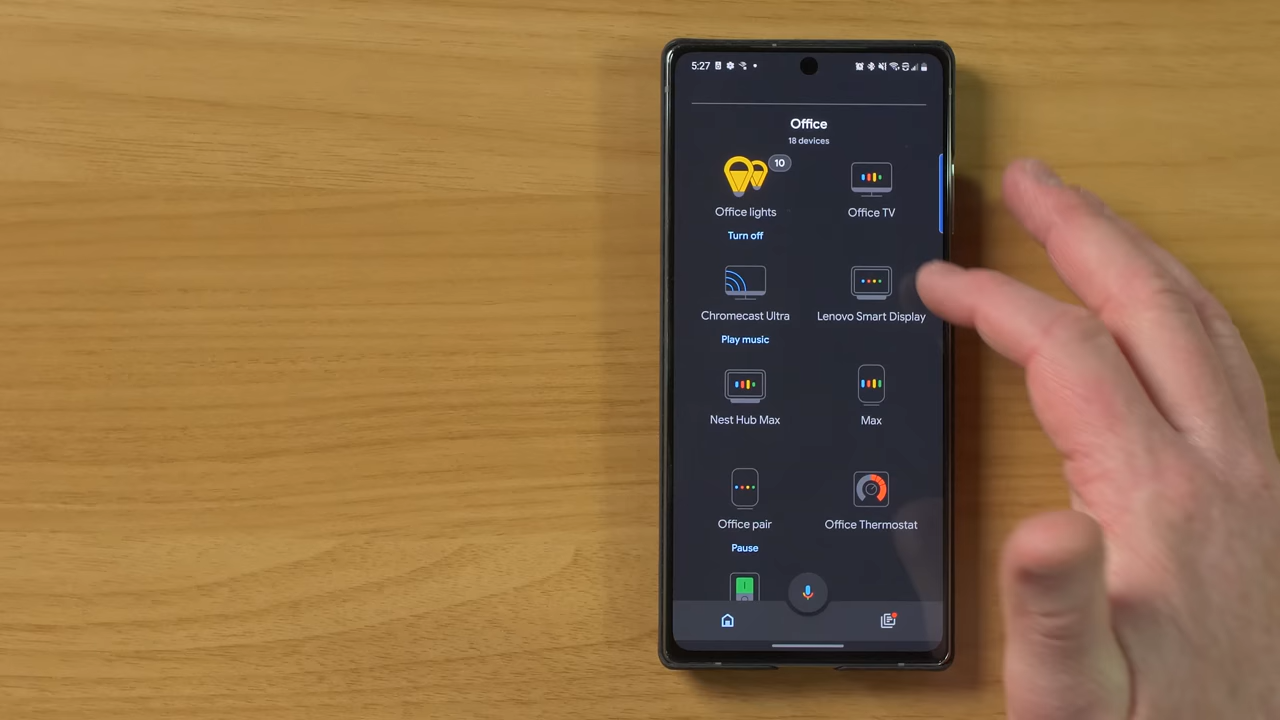 5:27
Office
18 devices
10
Office lights
Office TV
Turn off
Chromecast Ultra
Lenovo Smart Display
Play music
Nest Hub Max
Max
Office pair
Office Thermostat
Pause